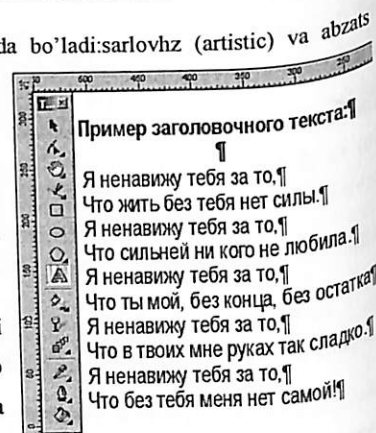 da bo'ladi:sarlovhz (artistic) va abzats
Пример заголовочного текста:¶
¶
Я ненавижу тебя за то,¶
Что жить без тебя нет силы.¶
Я ненавижу тебя за то,¶
Что сильней ни кого не любила.¶
Я ненавижу тебя за то,¶
Что ты мой, без конца, без остатка¶
Я ненавижу тебя за то,¶
Что в твоих мне руках так сладко.¶
Я ненавижу тебя за то,¶
Что без тебя меня нет самой!¶